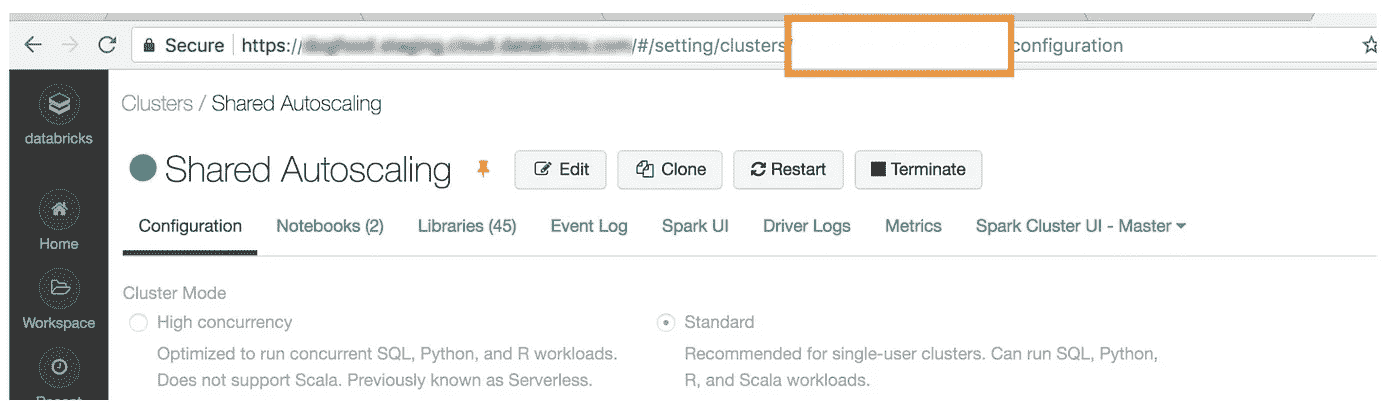 Secure https:// /#/setting/clusters/ configuration
databricks
Home
Workspace
Clusters / Shared Autoscaling
Shared Autoscaling Edit Clone Restart Terminate
Configuration Notebooks (2) Libraries (45) Event Log Spark UI Driver Logs Metrics Spark Cluster UI - Master
Cluster Mode
High concurrency
Optimized to run concurrent SQL, Python, and R workloads.
Does not support Scala. Previously known as Serverless.
Standard
Recommended for single-user clusters. Can run SQL, Python,
R, and Scala workloads.